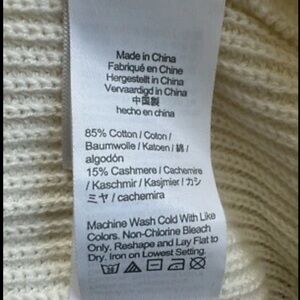 Made in China
Fabriqué en Chine
Hergestellt in China
Vervaardigd in China
中国製
hecho en china
85% Cotton / Coton /
Baumwolle / Katoen / 綿 /
algodón
15% Cashmere / Cachemire
/ Kaschmir / Kasjmier / カシ
ミヤ / cachemira
Machine Wash Cold With Like
Colors. Non-Chlorine Bleach
Only. Reshape and Lay Flat to
Dry. Iron on Lowest Setting.